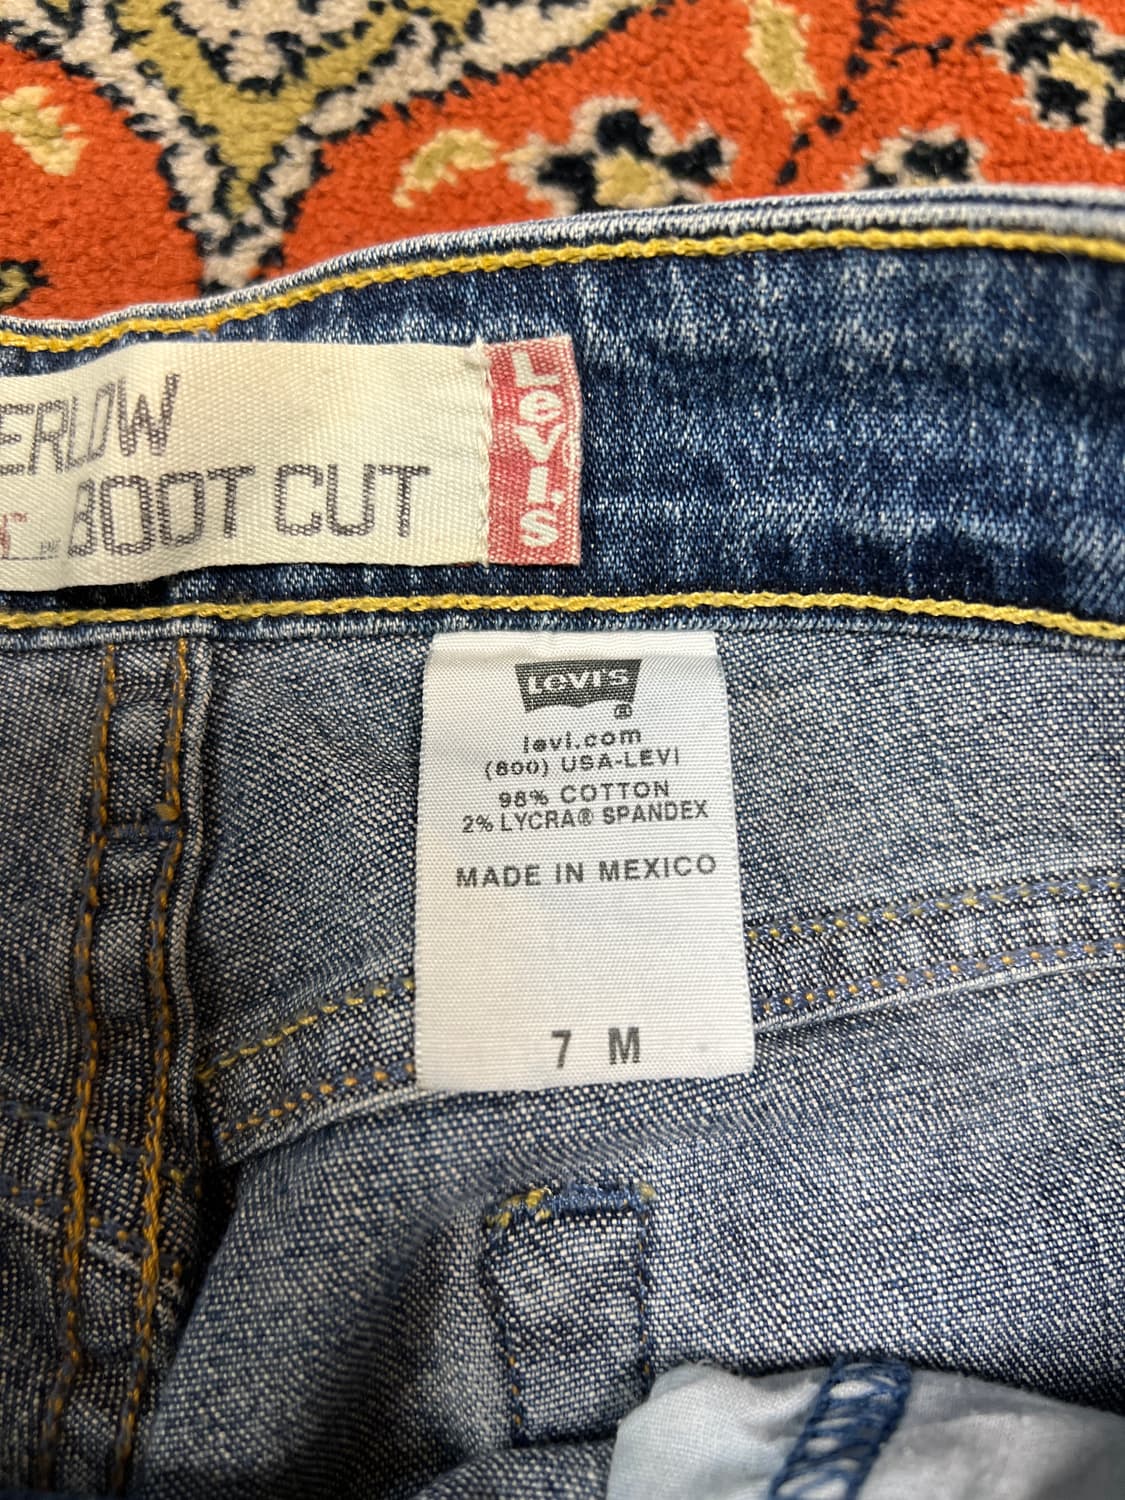 ERLOW
BOOT CUT
LEVI'S
LEVI'S ®
levi.com
(800) USA-LEVI
98% COTTON
2% LYCRA® SPANDEX
MADE IN MEXICO
7 M